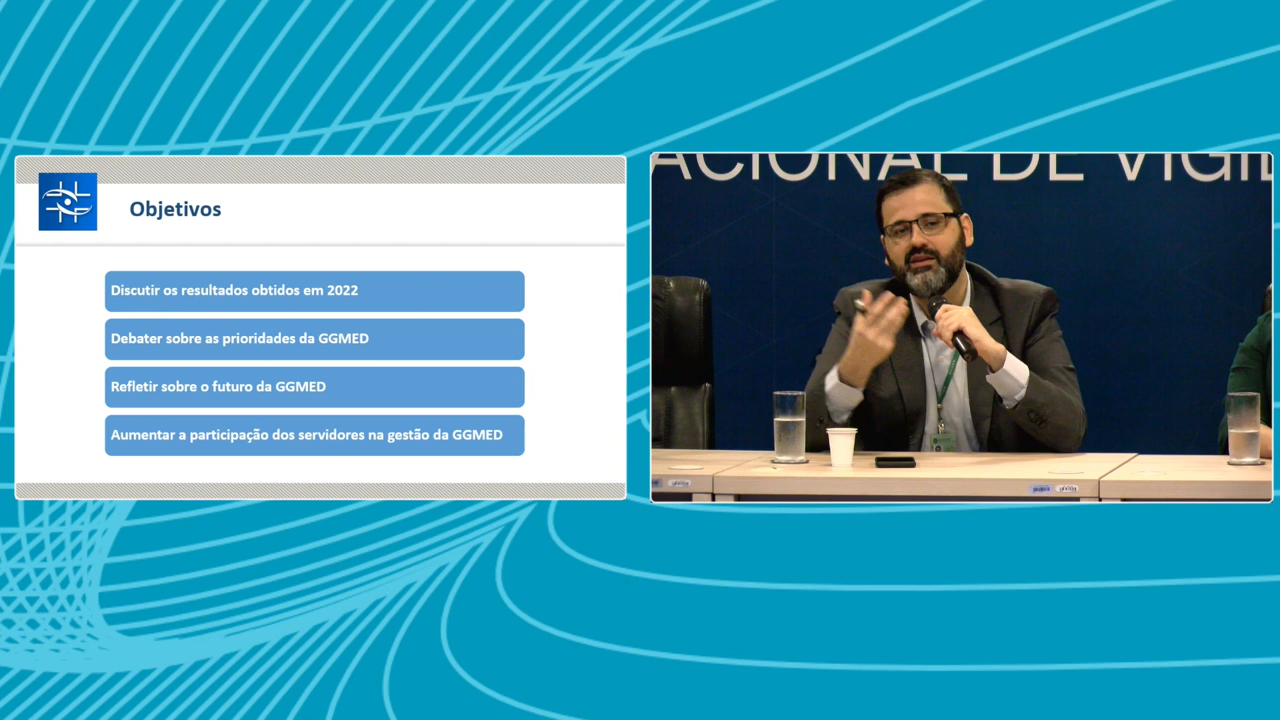 Objetivos
Discutir os resultados obtidos em 2022
Debater sobre as prioridades da GGMED
Refletir sobre o futuro da GGMED
Aumentar a participação dos servidores na gestão da GGMED
ACIONAL DE VIGIL